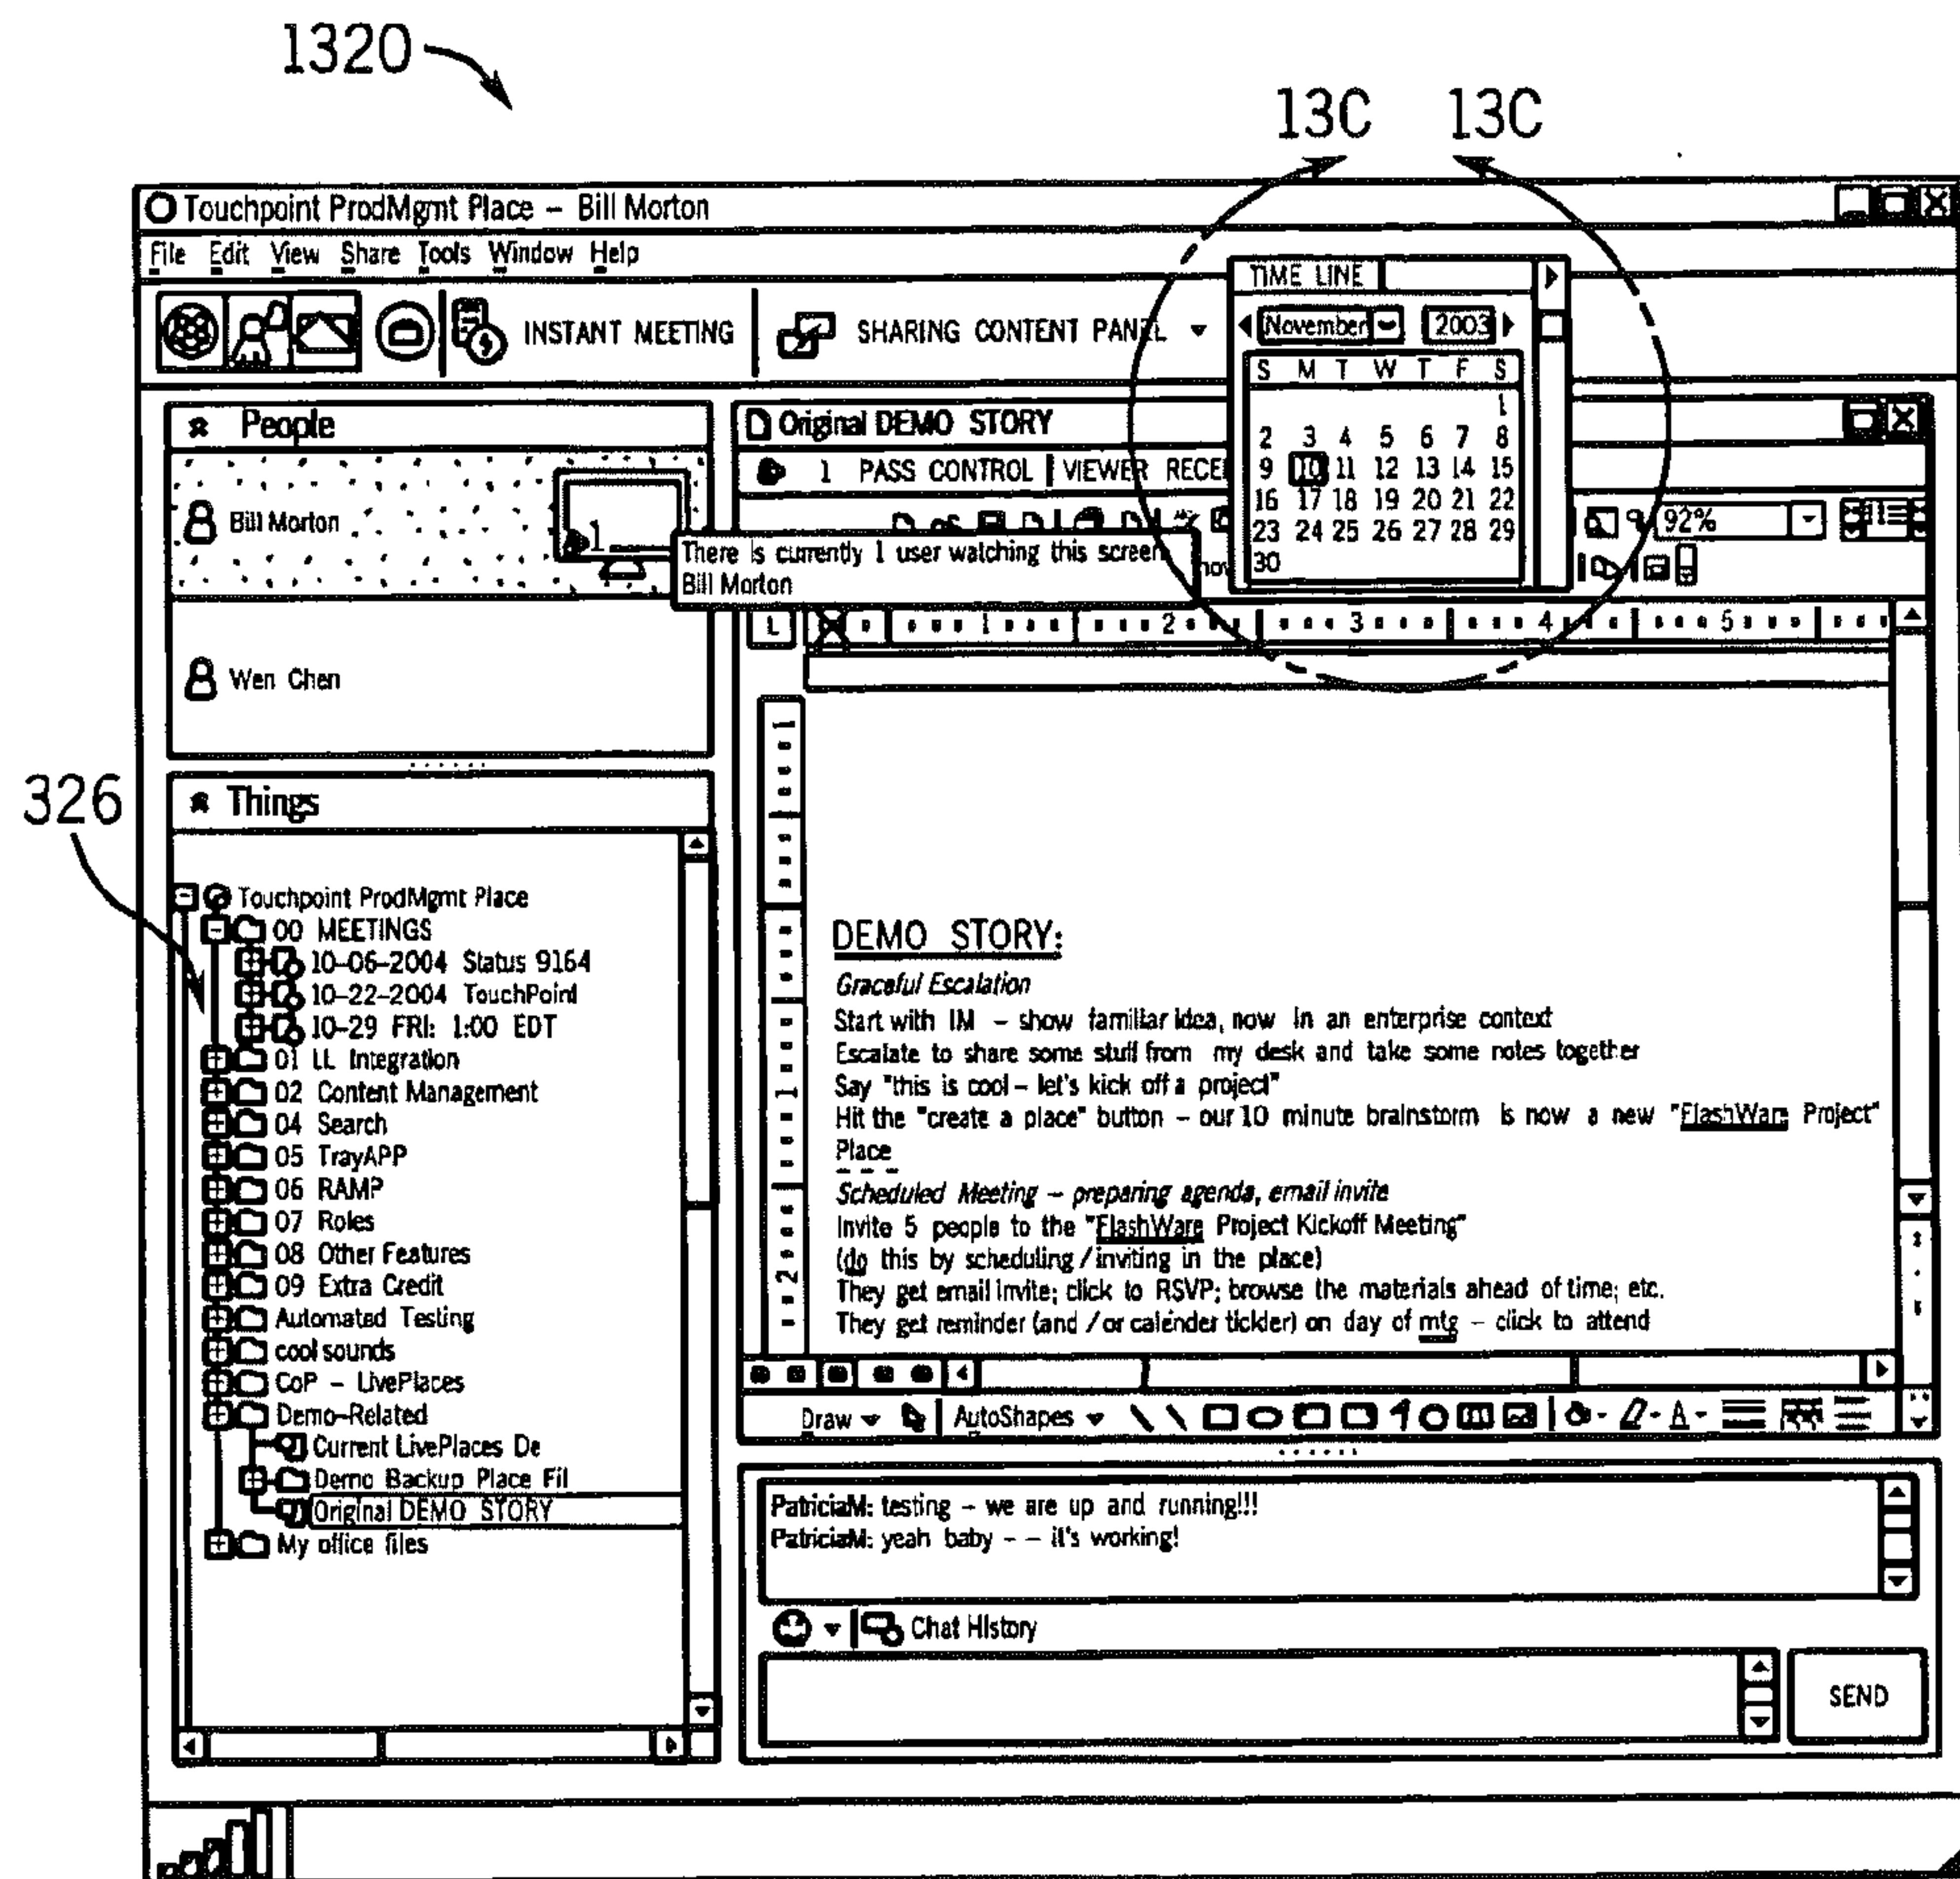 1320
13C 13C
Touchpoint ProdMgmt Place – Bill Morton
File Edit View Share Tools Window Help
INSTANT MEETING
SHARING CONTENT PANEL
TIME LINE
November 2003
S M T W T F S
1
2 3 4 5 6 7 8
9 10 11 12 13 14 15
16 17 18 19 20 21 22
23 24 25 26 27 28 29
30
People
Bill Morton
1
There is currently 1 user watching this screen
Bill Morton
Wen Chen
326
Things
Touchpoint ProdMgmt Place
00 MEETINGS
10-06-2004 Status 9164
10-22-2004 TouchPoint
10-29 FRI: 1:00 EDT
01 LL Integration
02 Content Management
04 Search
05 TrayAPP
06 RAMP
07 Roles
08 Other Features
09 Extra Credit
Automated Testing
cool sounds
CoP – LivePlaces
Demo-Related
Current LivePlaces De
Demo Backup Place Fil
Original DEMO STORY
My office files
Original DEMO STORY
1 PASS CONTROL | VIEWER RECE
92%
L
1 2 3 4 5
1
1
2
DEMO STORY:
Graceful Escalation
Start with IM – show familiar idea, now in an enterprise context
Escalate to share some stuff from my desk and take some notes together
Say "this is cool – let's kick off a project"
Hit the "create a place" button – our 10 minute brainstorm is now a new "FlashWare Project"
Place
Scheduled Meeting – preparing agenda, email invite
Invite 5 people to the "FlashWare Project Kickoff Meeting"
(do this by scheduling / inviting in the place)
They get email invite; click to RSVP; browse the materials ahead of time; etc.
They get reminder (and / or calender tickler) on day of mtg – click to attend
Draw AutoShapes
PatriciaM: testing – we are up and running!!!
PatriciaM: yeah baby – – it's working!
Chat History
SEND